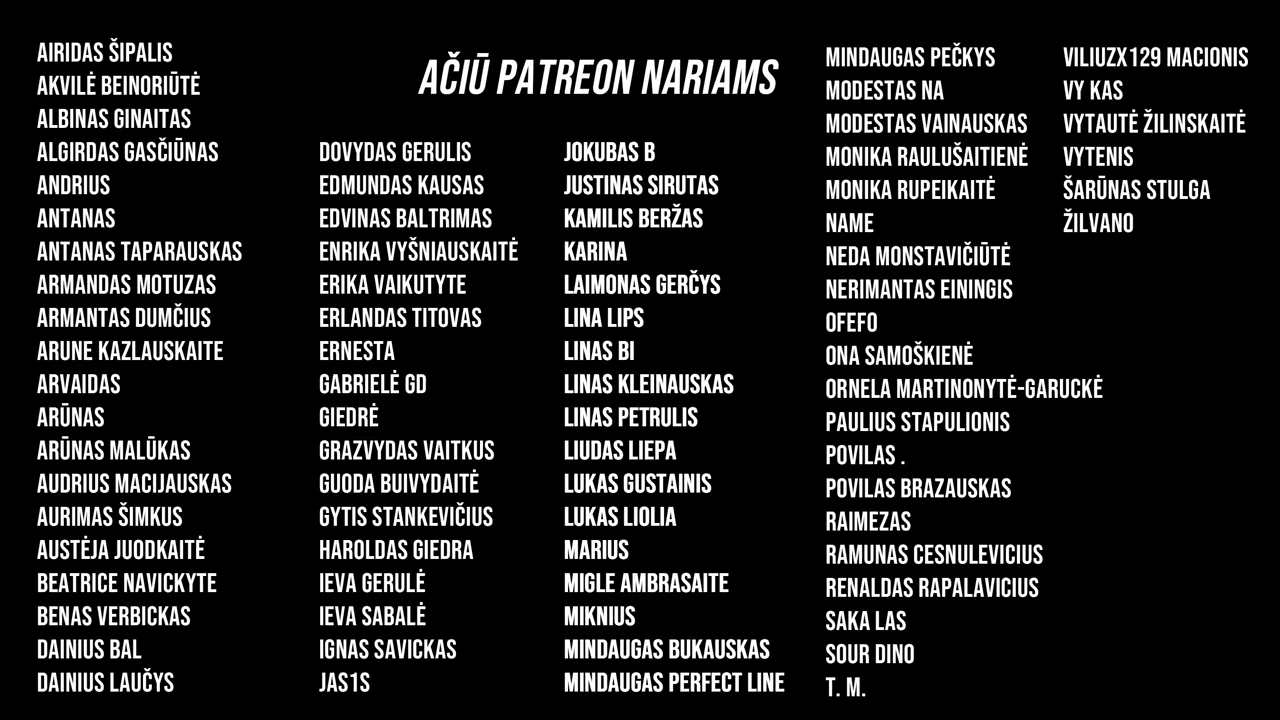 AČIŪ PATREON NARIAMS
AIRIDAS ŠIPALIS
AKVILĖ BEINORIŪTĖ
ALBINAS GINAITAS
ALGIRDAS GASČIŪNAS
ANDRIUS
ANTANAS
ANTANAS TAPARAUSKAS
ARMANDAS MOTUZAS
ARMANTAS DUMČIUS
ARUNE KAZLAUSKAITE
ARVAIDAS
ARŪNAS
ARŪNAS MALŪKAS
AUDRIUS MACIJAUSKAS
AURIMAS ŠIMKUS
AUSTĖJA JUODKAITĖ
BEATRICE NAVICKYTE
BENAS VERBICKAS
DAINIUS BAL
DAINIUS LAUČYS
DOVYDAS GERULIS
EDMUNDAS KAUSAS
EDVINAS BALTRIMAS
ENRIKA VYŠNIAUSKAITĖ
ERIKA VAIKUTYTE
ERLANDAS TITOVAS
ERNESTA
GABRIELĖ GD
GIEDRĖ
GRAZVYDAS VAITKUS
GUODA BUIVYDAITĖ
GYTIS STANKEVIČIUS
HAROLDAS GIEDRA
IEVA GERULĖ
IEVA SABALĖ
IGNAS SAVICKAS
JAS1S
JOKUBAS B
JUSTINAS SIRUTAS
KAMILIS BERŽAS
KARINA
LAIMONAS GERČYS
LINA LIPS
LINAS BI
LINAS KLEINAUSKAS
LINAS PETRULIS
LIUDAS LIEPA
LUKAS GUSTAINIS
LUKAS LIOLIA
MARIUS
MIGLE AMBRASAITE
MIKNIUS
MINDAUGAS BUKAUSKAS
MINDAUGAS PERFECT LINE
MINDAUGAS PEČKYS
MODESTAS NA
MODESTAS VAINAUSKAS
MONIKA RAULUŠAITIENĖ
MONIKA RUPEIKAITĖ
NAME
NEDA MONSTAVIČIŪTĖ
NERIMANTAS EININGIS
OFEFO
ONA SAMOŠKIENĖ
ORNELA MARTINONYTĖ-GARUCKĖ
PAULIUS STAPULIONIS
POVILAS .
POVILAS BRAZAUSKAS
RAIMEZAS
RAMUNAS CESNULEVICIUS
RENALDAS RAPALAVICIUS
SAKA LAS
SOUR DINO
T. M.
VILIUZX129 MACIONIS
VY KAS
VYTAUTĖ ŽILINSKAITĖ
VYTENIS
ŠARŪNAS STULGA
ŽILVANO